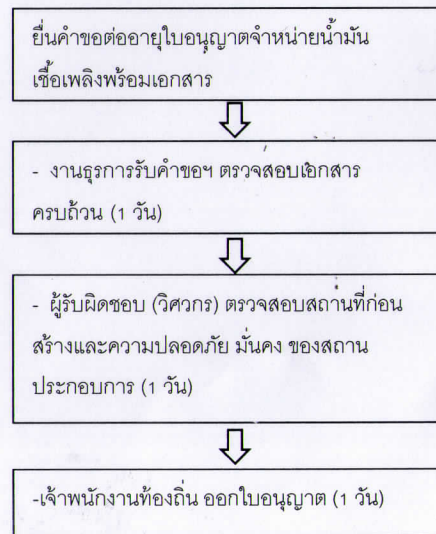 ยื่นคำขอต่ออายุใบอนุญาตจำหน่ายน้ำมัน
เชื้อเพลิงพร้อมเอกสาร
- งานธุรการรับคำขอฯ ตรวจสอบเอกสาร
ครบถ้วน (1 วัน)
- ผู้รับผิดชอบ (วิศวกร) ตรวจสอบสถานที่ก่อน
สร้างและความปลอดภัย มั่นคง ของสถาน
ประกอบการ (1 วัน)
-เจ้าพนักงานท้องถิ่น ออกใบอนุญาต (1 วัน)